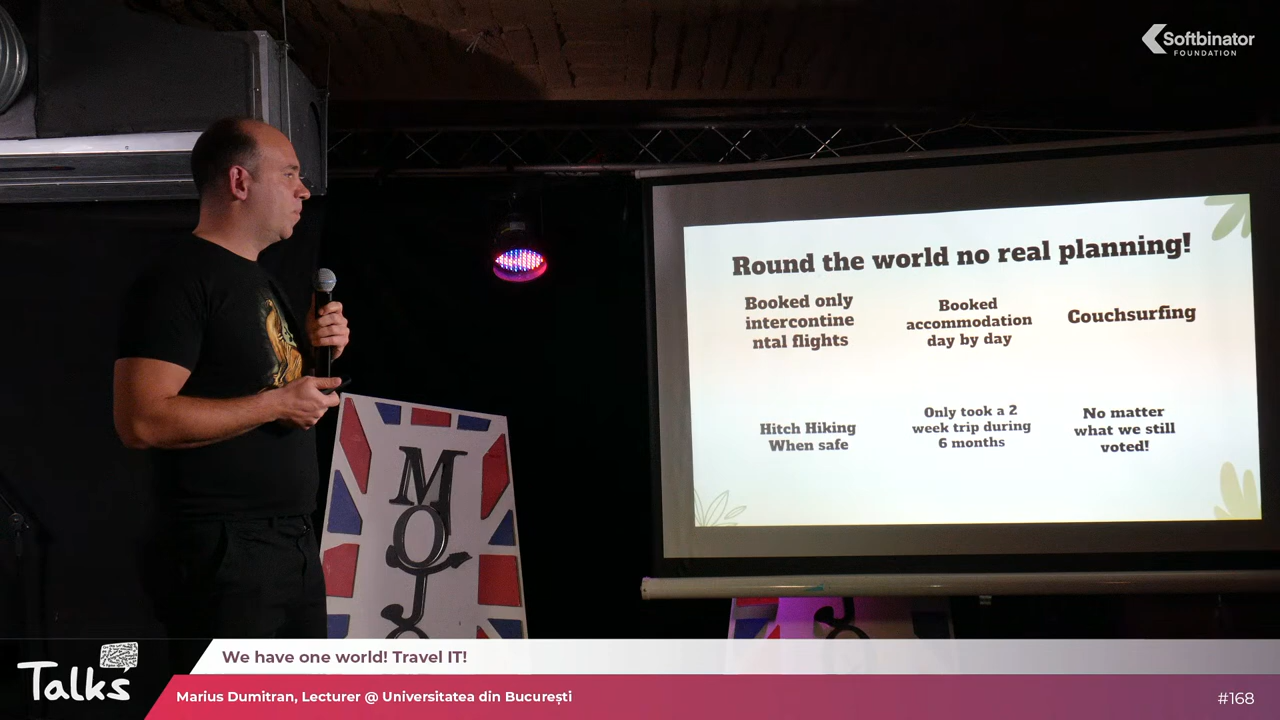 Softbinator
FOUNDATION
Round the world no real planning!
Booked only
intercontine
ntal flights
Booked
accommodation
day by day
Couchsurfing
Hitch Hiking
When safe
Only took a 2
week trip during
6 months
No matter
what we still
voted!
MOJO
Talks
We have one world! Travel IT!
Marius Dumitran, Lecturer @ Universitatea din București
#168